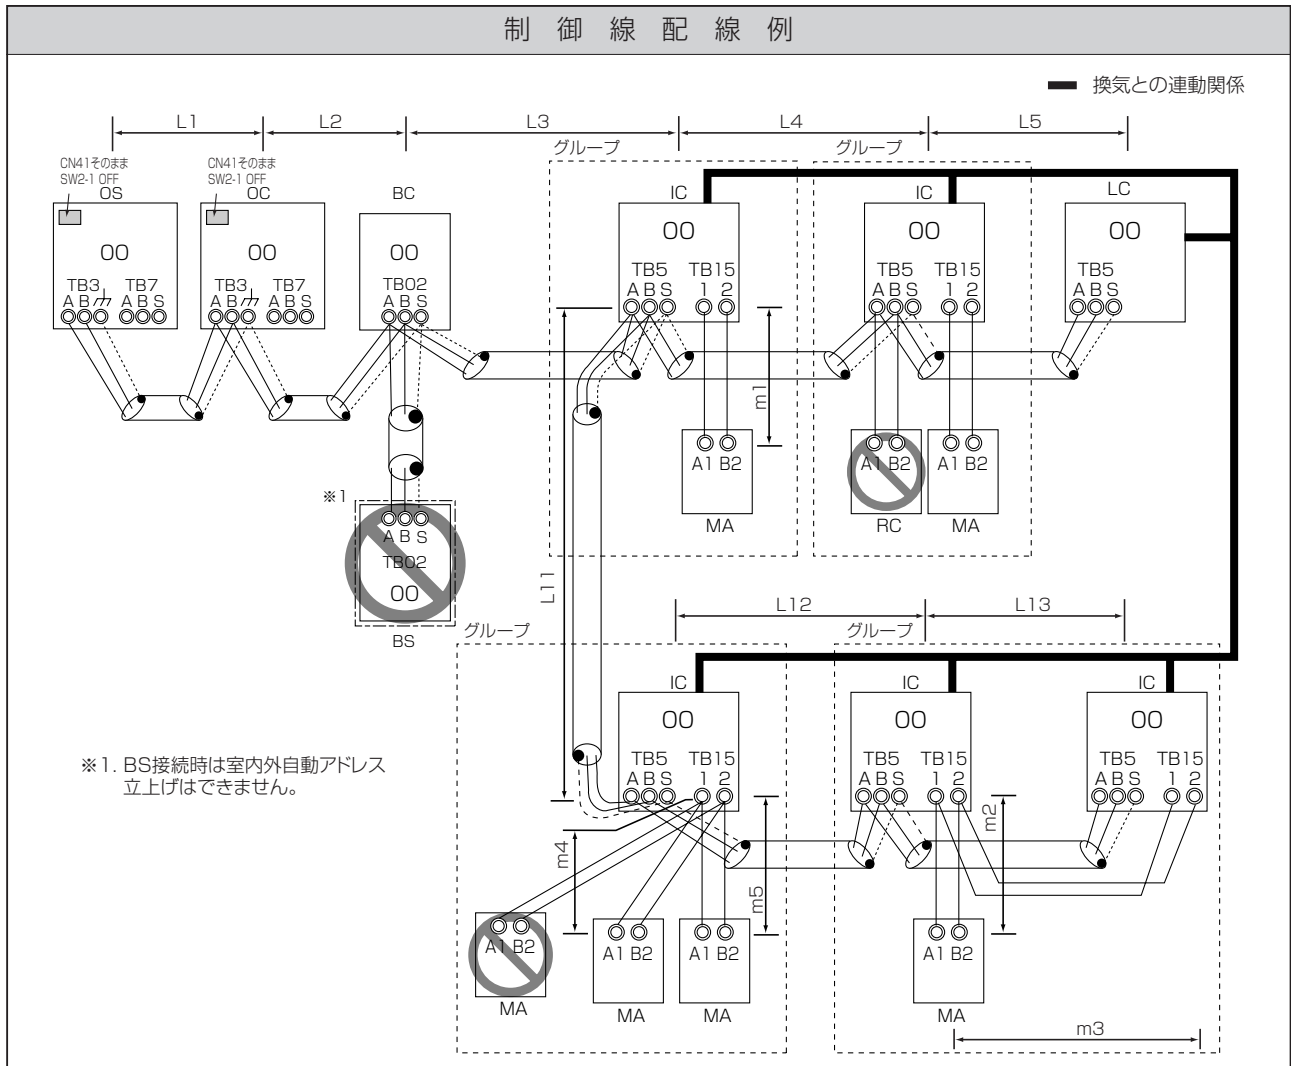 制御線配線例
換気との連動関係
L1 L2 L3 L4 L5
グループ グループ
CN41そのまま
SW2-1 OFF
CN41そのまま
SW2-1 OFF
OS OC BC IC IC LC
00 00 00 00 00 00
TB3 TB7 TB3 TB7 TB02 TB5 TB15 TB5 TB15 TB5
A B A B S A B A B S A B S A B S 1 2 A B S 1 2 A B S
m1
A1 B2 A1 B2 A1 B2
MA RC MA
※1
A B S
TB02
00
BS
L11
L12 L13
グループ グループ
IC IC IC
00 00 00
TB5 TB15 TB5 TB15 TB5 TB15
A B S 1 2 A B S 1 2 A B S 1 2
※1. BS接続時は室内外自動アドレス
立上げはできません。
m4 m5 m2
A1 B2 A1 B2 A1 B2 A1 B2
MA MA MA MA
m3